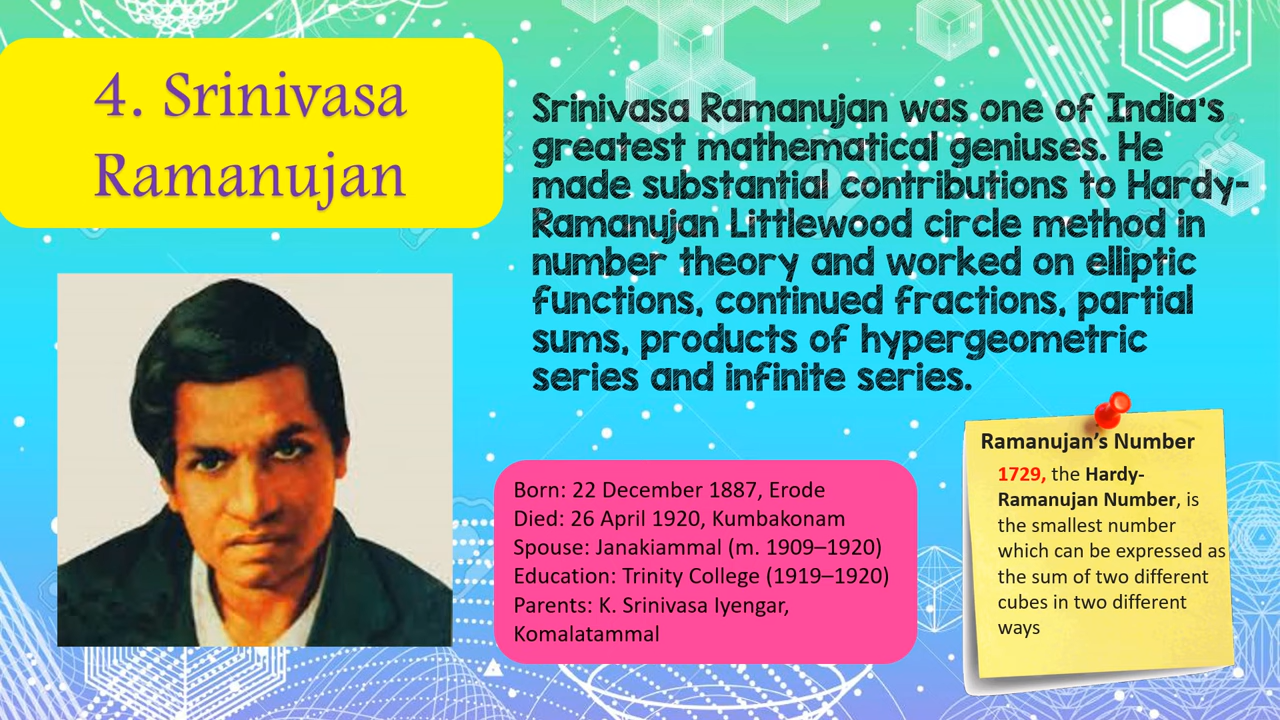 4. Srinivasa
Ramanujan
Srinivasa Ramanujan was one of India's
greatest mathematical geniuses. He
made substantial contributions to Hardy-
Ramanujan Littlewood circle method in
number theory and worked on elliptic
functions, continued fractions, partial
sums, products of hypergeometric
series and infinite series.
Born: 22 December 1887, Erode
Died: 26 April 1920, Kumbakonam
Spouse: Janakiammal (m. 1909–1920)
Education: Trinity College (1919–1920)
Parents: K. Srinivasa Iyengar,
Komalatammal
Ramanujan's Number
1729, the Hardy-
Ramanujan Number, is
the smallest number
which can be expressed as
the sum of two different
cubes in two different
ways